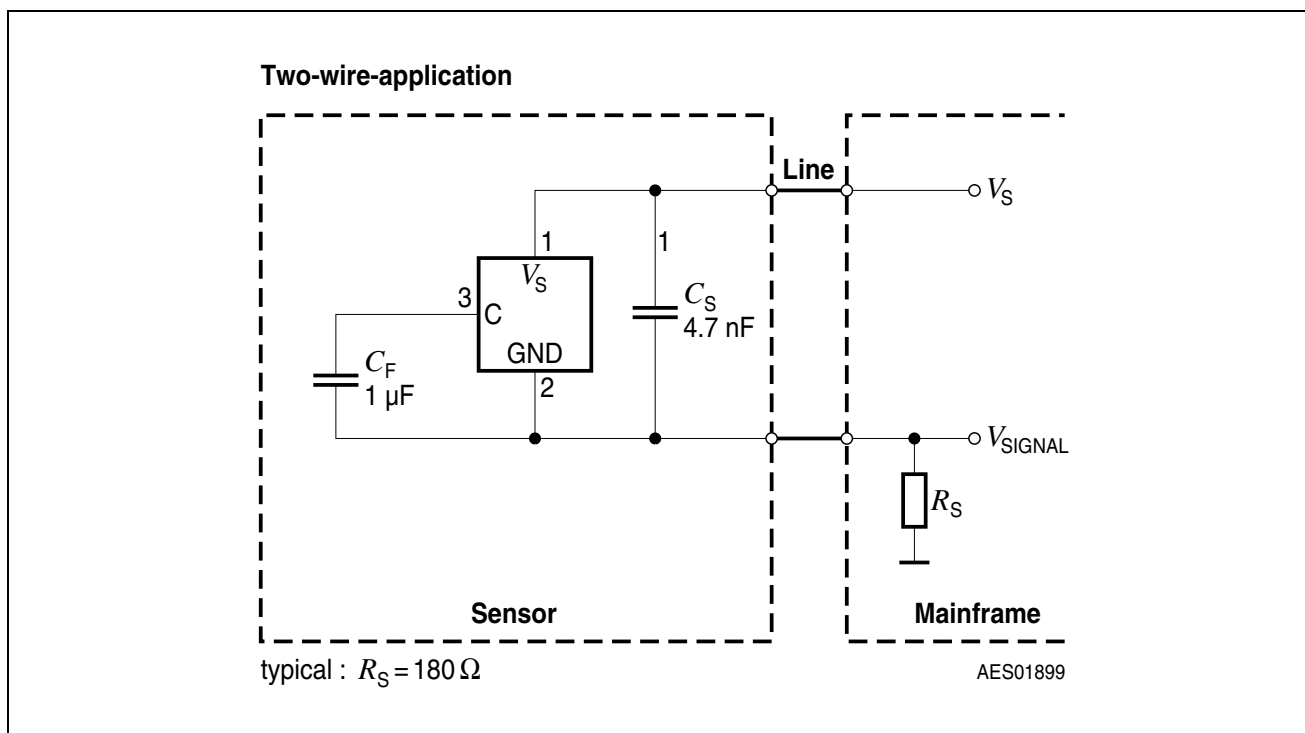 Two-wire-application
Line
VS
1
1
VS
3
C
CS
4.7 nF
GND
CF
1 µF
2
VSIGNAL
RS
Sensor
Mainframe
typical : RS = 180 Ω
AES01899